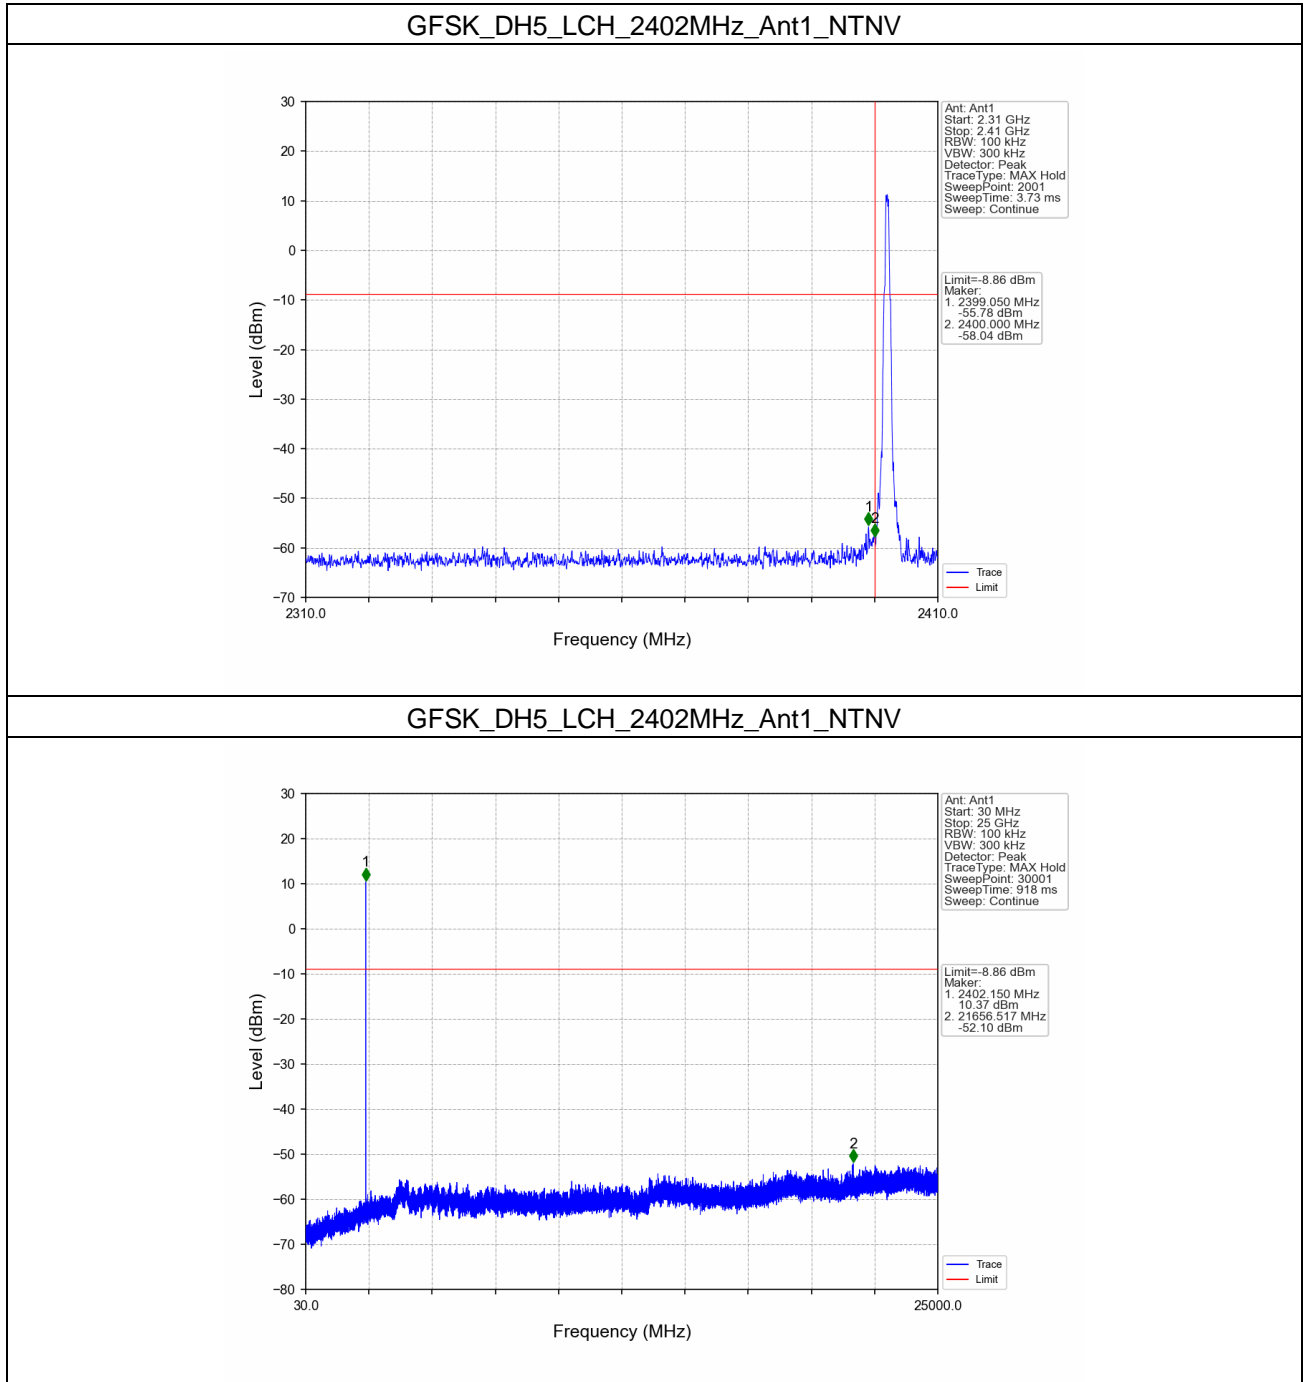 GFSK_DH5_LCH_2402MHz_Ant1_NTNV
30
20
10
0
−10
−20
−30
−40
−50
−60
−70
Level (dBm)
2310.0
2410.0
Frequency (MHz)
1
2
Ant: Ant1
Start: 2.31 GHz
Stop: 2.41 GHz
RBW: 100 kHz
VBW: 300 kHz
Detector: Peak
TraceType: MAX Hold
SweepPoint: 2001
SweepTime: 3.73 ms
Sweep: Continue
Limit=-8.86 dBm
Maker:
1. 2399.050 MHz
-55.78 dBm
2. 2400.000 MHz
-58.04 dBm
Trace
Limit
GFSK_DH5_LCH_2402MHz_Ant1_NTNV
30
20
10
0
−10
−20
−30
−40
−50
−60
−70
−80
Level (dBm)
30.0
25000.0
Frequency (MHz)
1
2
Ant: Ant1
Start: 30 MHz
Stop: 25 GHz
RBW: 100 kHz
VBW: 300 kHz
Detector: Peak
TraceType: MAX Hold
SweepPoint: 30001
SweepTime: 918 ms
Sweep: Continue
Limit=-8.86 dBm
Maker:
1. 2402.150 MHz
10.37 dBm
2. 21656.517 MHz
-52.10 dBm
Trace
Limit